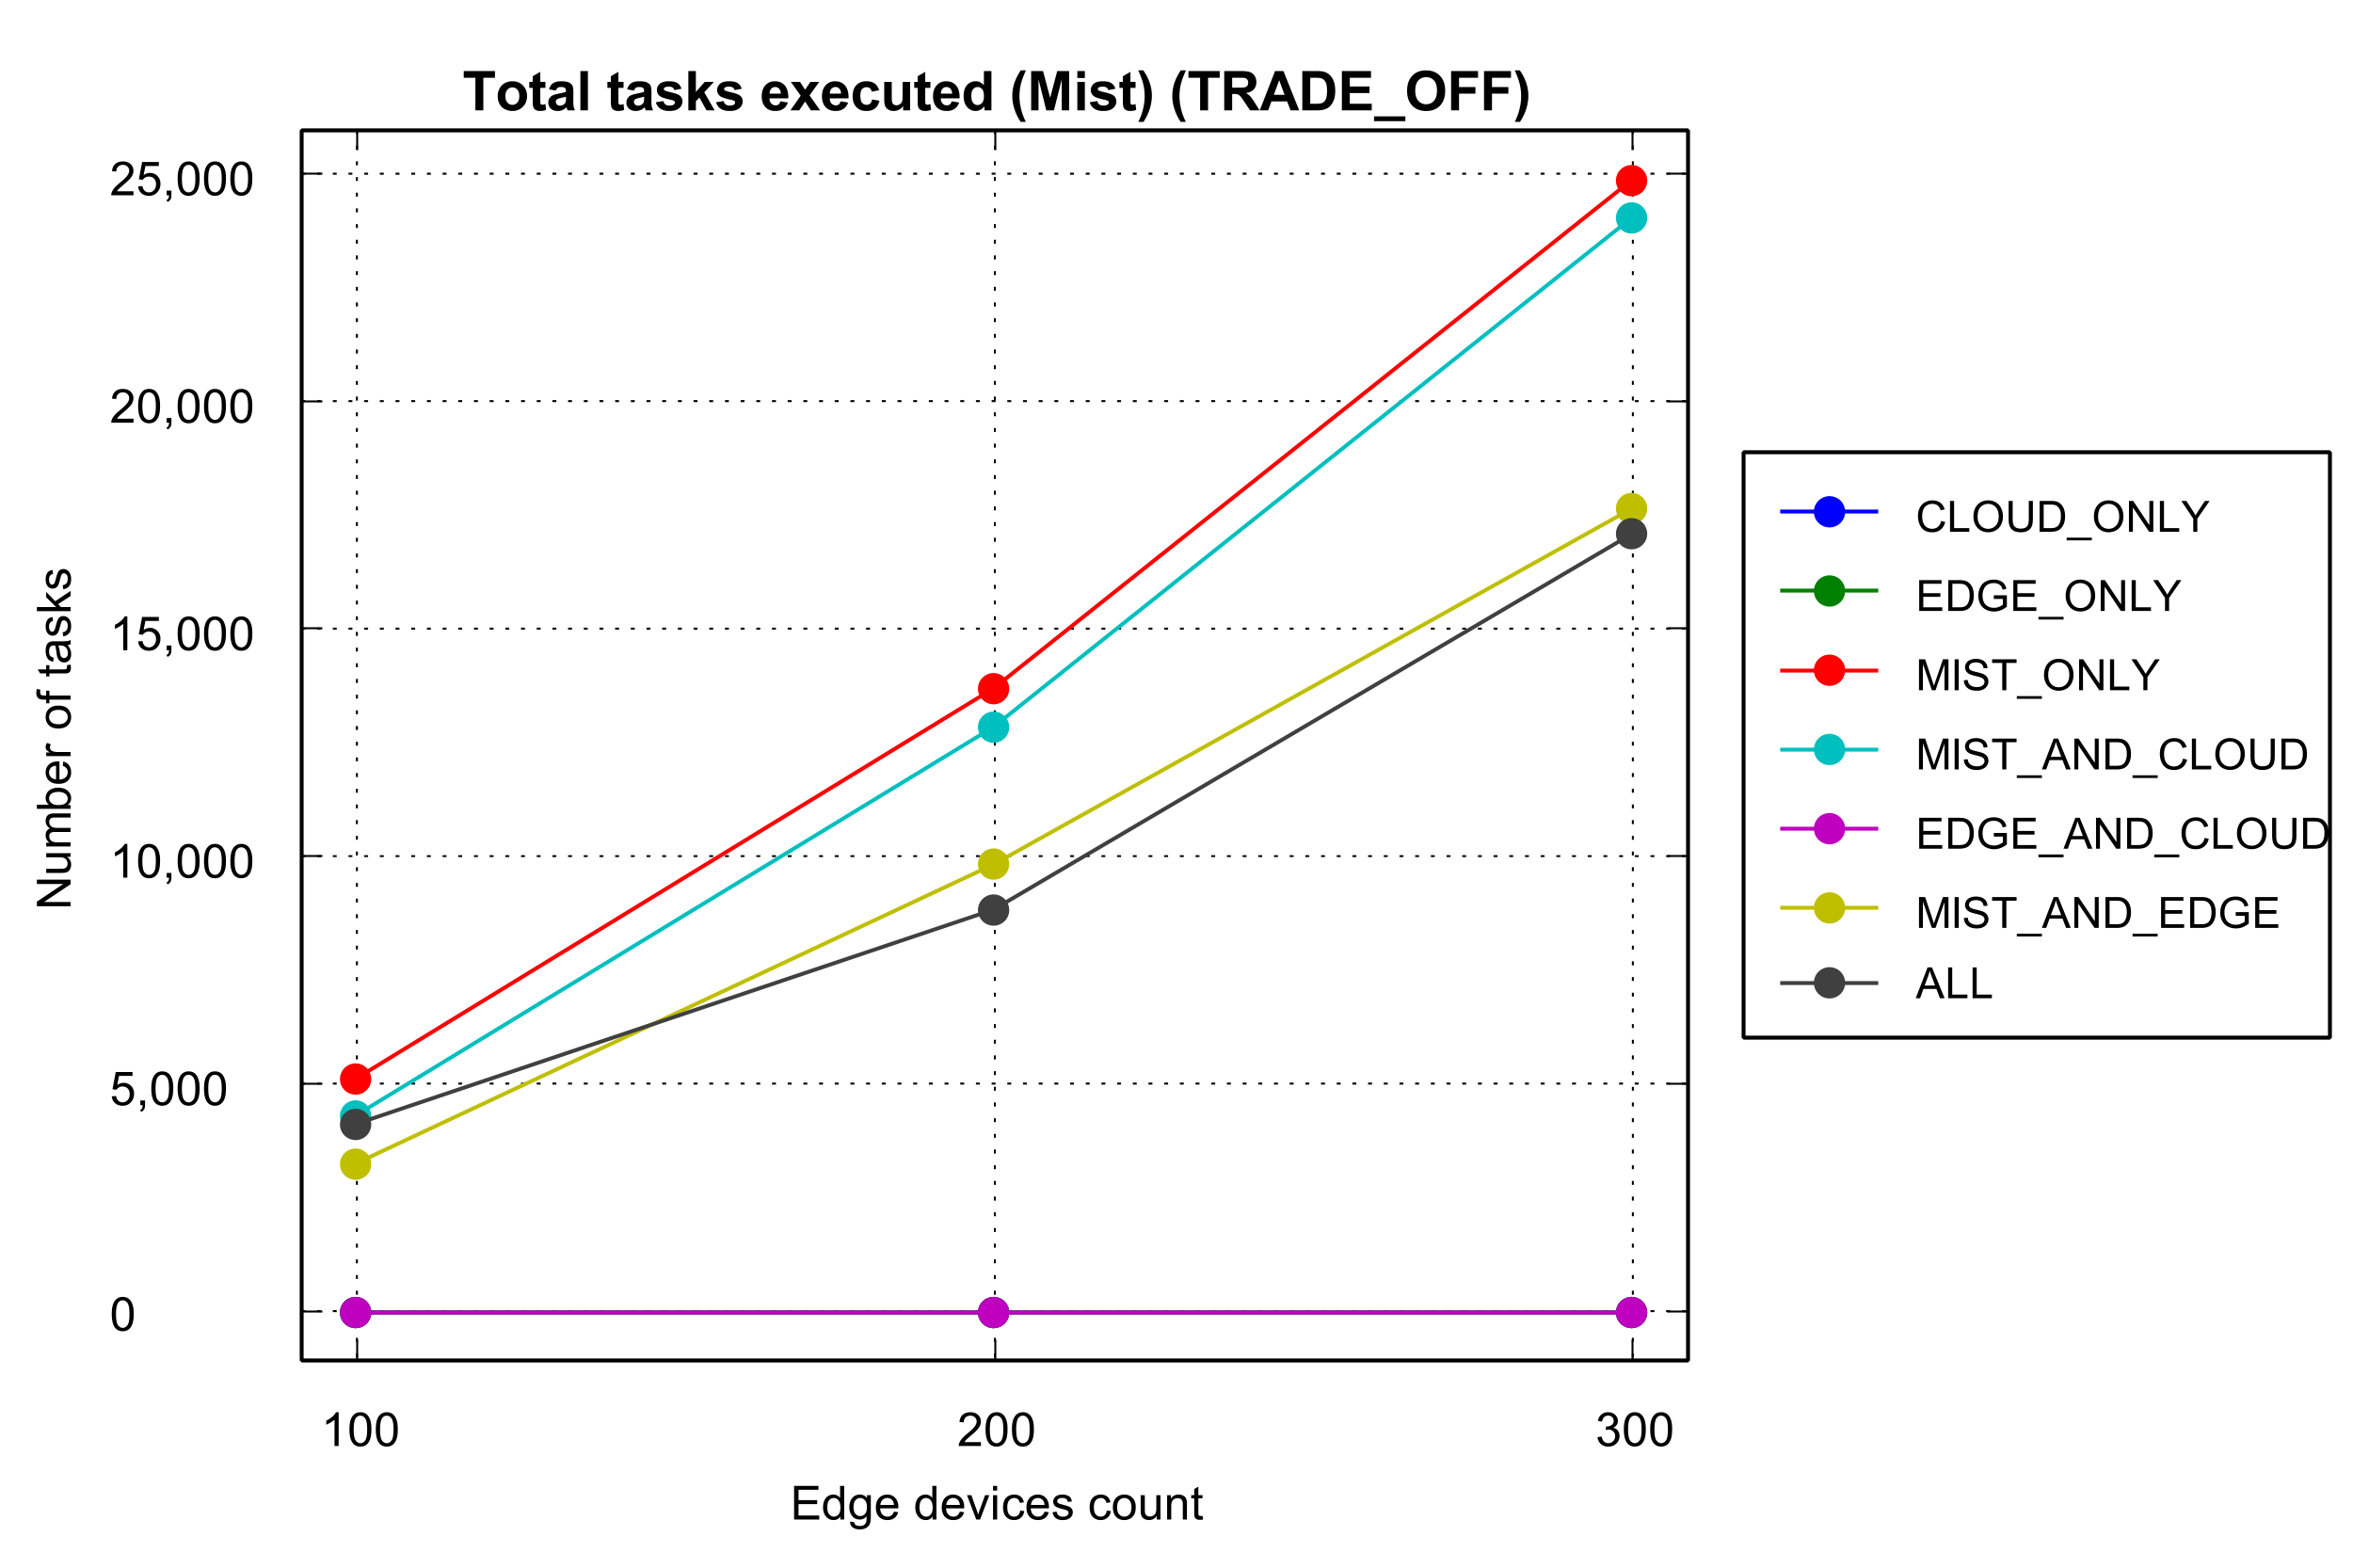 Total tasks executed (Mist) (TRADE_OFF)
25,000
20,000
15,000
10,000
5,000
0
Number of tasks
100 200 300
Edge devices count
CLOUD_ONLY
EDGE_ONLY
MIST_ONLY
MIST_AND_CLOUD
EDGE_AND_CLOUD
MIST_AND_EDGE
ALL